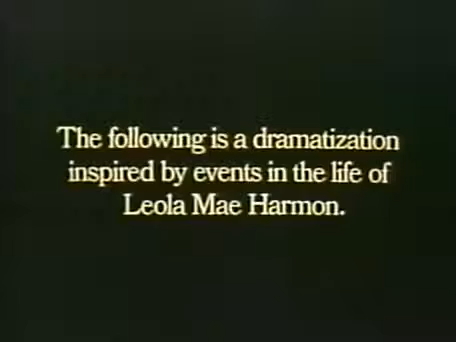 The following is a dramatization
inspired by events in the life of
Leola Mae Harmon.